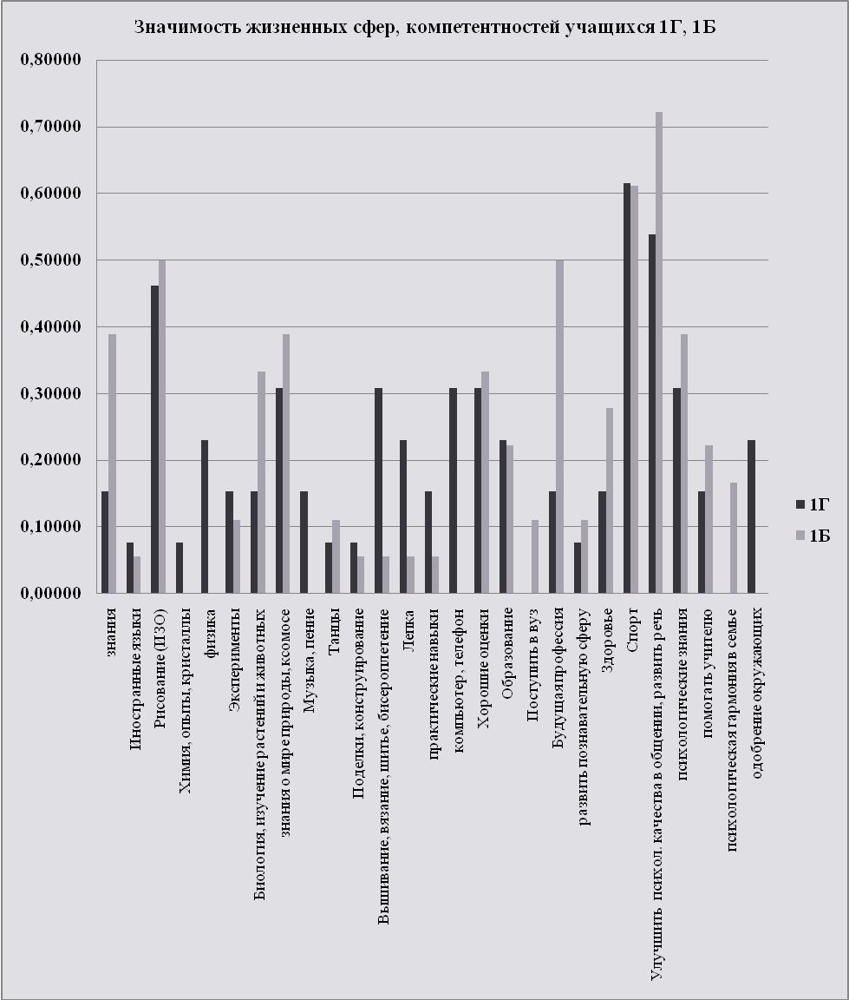 Значимость жизненных сфер, компетентностей учащихся 1Г, 1Б
0,80000
0,70000
0,60000
0,50000
0,40000
0,30000
0,20000
0,10000
0,00000
знания
Иностранные языки
Рисование (ИЗО)
Химия, опыты, кристаллы
физика
Эксперименты
Биология, изучение растений и животных
знания о мире природы, ксомосе
Музыка, пение
Танцы
Поделки, конструирование
Вышивание, вязание, шитье, бисероплетение
Лепка
практические навыки
компьютер, телефон
Хорошие оценки
Образование
Поступить в вуз
Будущая профессия
развить познавательную сферу
Здоровье
Спорт
Улучшить психол. качества в общении, развить речь
психологические знания
помогать учителю
психологическая гармония в семье
одобрение окружающих
1Г
1Б